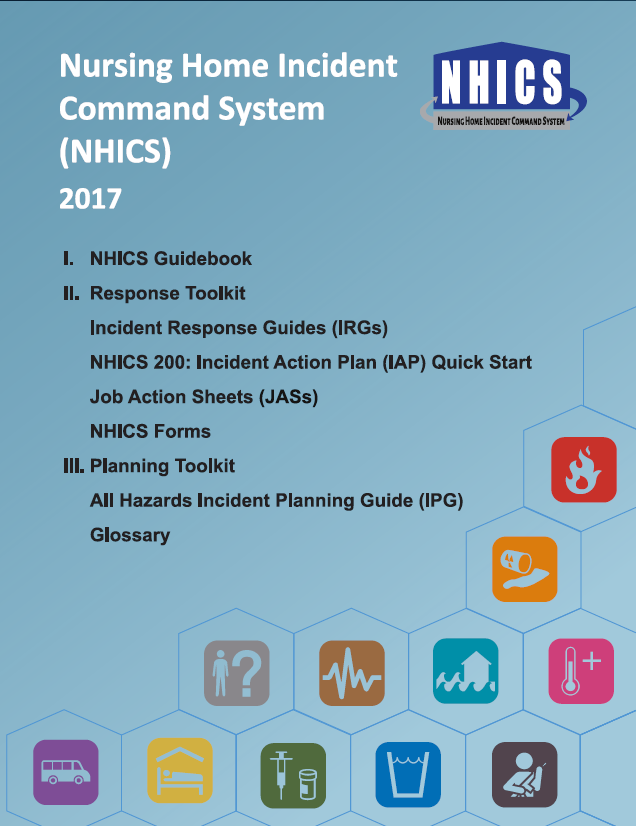 Nursing Home Incident
Command System
(NHICS)
2017
NHICS
NURSING HOME INCIDENT COMMAND SYSTEM
I. NHICS Guidebook
II. Response Toolkit
Incident Response Guides (IRGs)
NHICS 200: Incident Action Plan (IAP) Quick Start
Job Action Sheets (JASs)
NHICS Forms
III. Planning Toolkit
All Hazards Incident Planning Guide (IPG)
Glossary
?
+